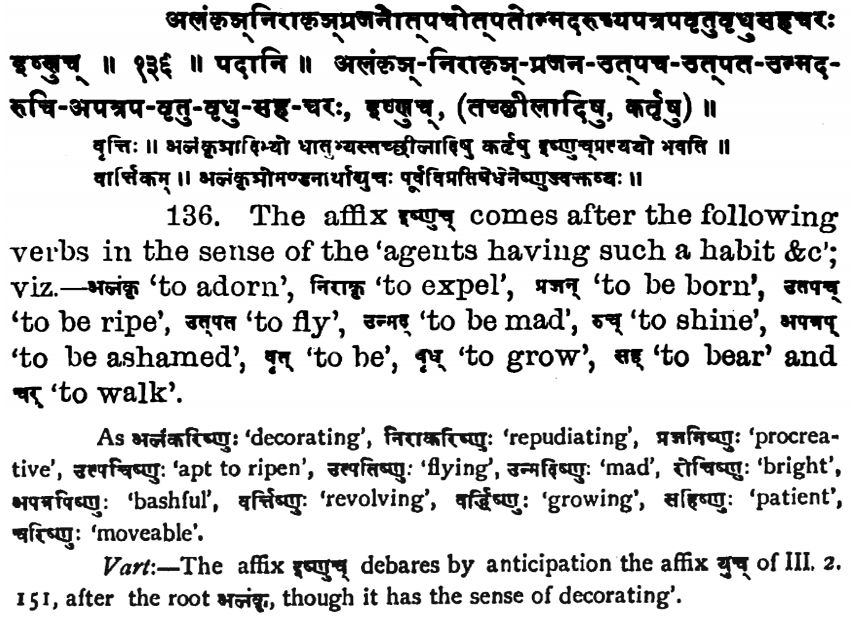 अलंकृञ्निराकृञ्प्रजनोत्पचोत्पतोन्मदरुच्यपत्रपवृतुवृधुसहचरः
इष्णुच् ॥ १३६ ॥ पदानि ॥ अलंकृञ्-निराकृञ्-प्रजन-उत्पच-उत्पत-उन्मद-
रुचि-अपत्रप-वृतु-वृधु-सह-चरः, इष्णुच्, (तच्छीलादिषु, कर्तृषु) ॥
वृत्तिः ॥ अलंकृञादिभ्यो धातुभ्यस्तच्छीलादिषु कर्तृषु इष्णुच्प्रत्ययो भवति ॥
वार्त्तिकम् ॥ अलंकृञोमण्डनार्थाद्युचः पूर्वविप्रतिषेधेनेष्णुज्वक्तव्यः ॥
136. The affix इष्णुच् comes after the following
verbs in the sense of the ‘agents having such a habit &c’;
viz.—अलंकृ ‘to adorn’, निराकृ ‘to expel’, प्रजन् ‘to be born’, उतपच्
‘to be ripe’, उत्पत ‘to fly’, उन्मद् ‘to be mad’, रुच् ‘to shine’, अपत्रप्
‘to be ashamed’, वृत् ‘to be’, वृध् ‘to grow’, सह् ‘to bear’ and
चर् ‘to walk’.
As अलंकरिष्णुः ‘decorating’, निराकरिष्णुः ‘repudiating’, प्रजनिष्णुः ‘procrea-
tive’, उत्पचिष्णुः ‘apt to ripen’, उत्पतिष्णुः ‘flying’, उन्मदिष्णुः ‘mad’, रोचिष्णुः ‘bright’,
अपत्रपिष्णुः ‘bashful’, वर्त्तिष्णुः ‘revolving’, वर्द्धिष्णुः ‘growing’, सहिष्णुः ‘patient’,
चरिष्णुः ‘moveable’.
Vart:—The affix इष्णुच् debares by anticipation the affix युच् of III. 2.
151, after the root अलंकृ, though it has the sense of decorating’.